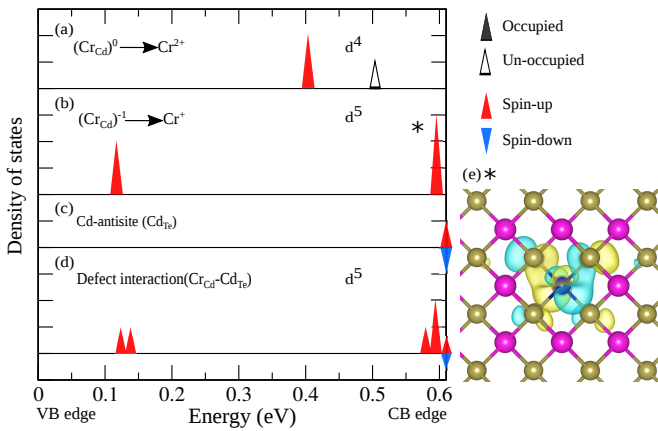 (a)
(Cr_Cd)^0 → Cr^2+
d^4
(b)
(Cr_Cd)^-1 → Cr^+
d^5
*
(c)
Cd-antisite (Cd_Te)
(d)
Defect interaction(Cr_Cd-Cd_Te)
d^5
Density of states
0.0 0.1 0.2 0.3 0.4 0.5 0.6
VB edge
Energy (eV)
CB edge
Occupied
Un-occupied
Spin-up
Spin-down
(e) *